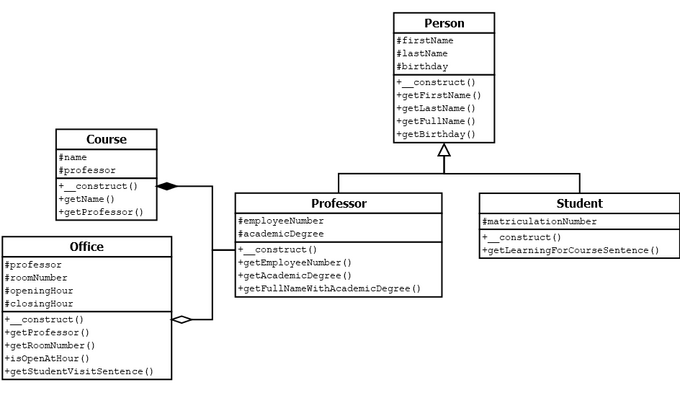 Person
#firstName
#lastName
#birthday
+__construct()
+getFirstName()
+getLastName()
+getFullName()
+getBirthday()
Course
#name
#professor
+__construct()
+getName()
+getProfessor()
Professor
#employeeNumber
#academicDegree
+__construct()
+getEmployeeNumber()
+getAcademicDegree()
+getFullNameWithAcademicDegree()
Student
#matriculationNumber
+__construct()
+getLearningForCourseSentence()
Office
#professor
#roomNumber
#openingHour
#closingHour
+__construct()
+getProfessor()
+getRoomNumber()
+isOpenAtHour()
+getStudentVisitSentence()